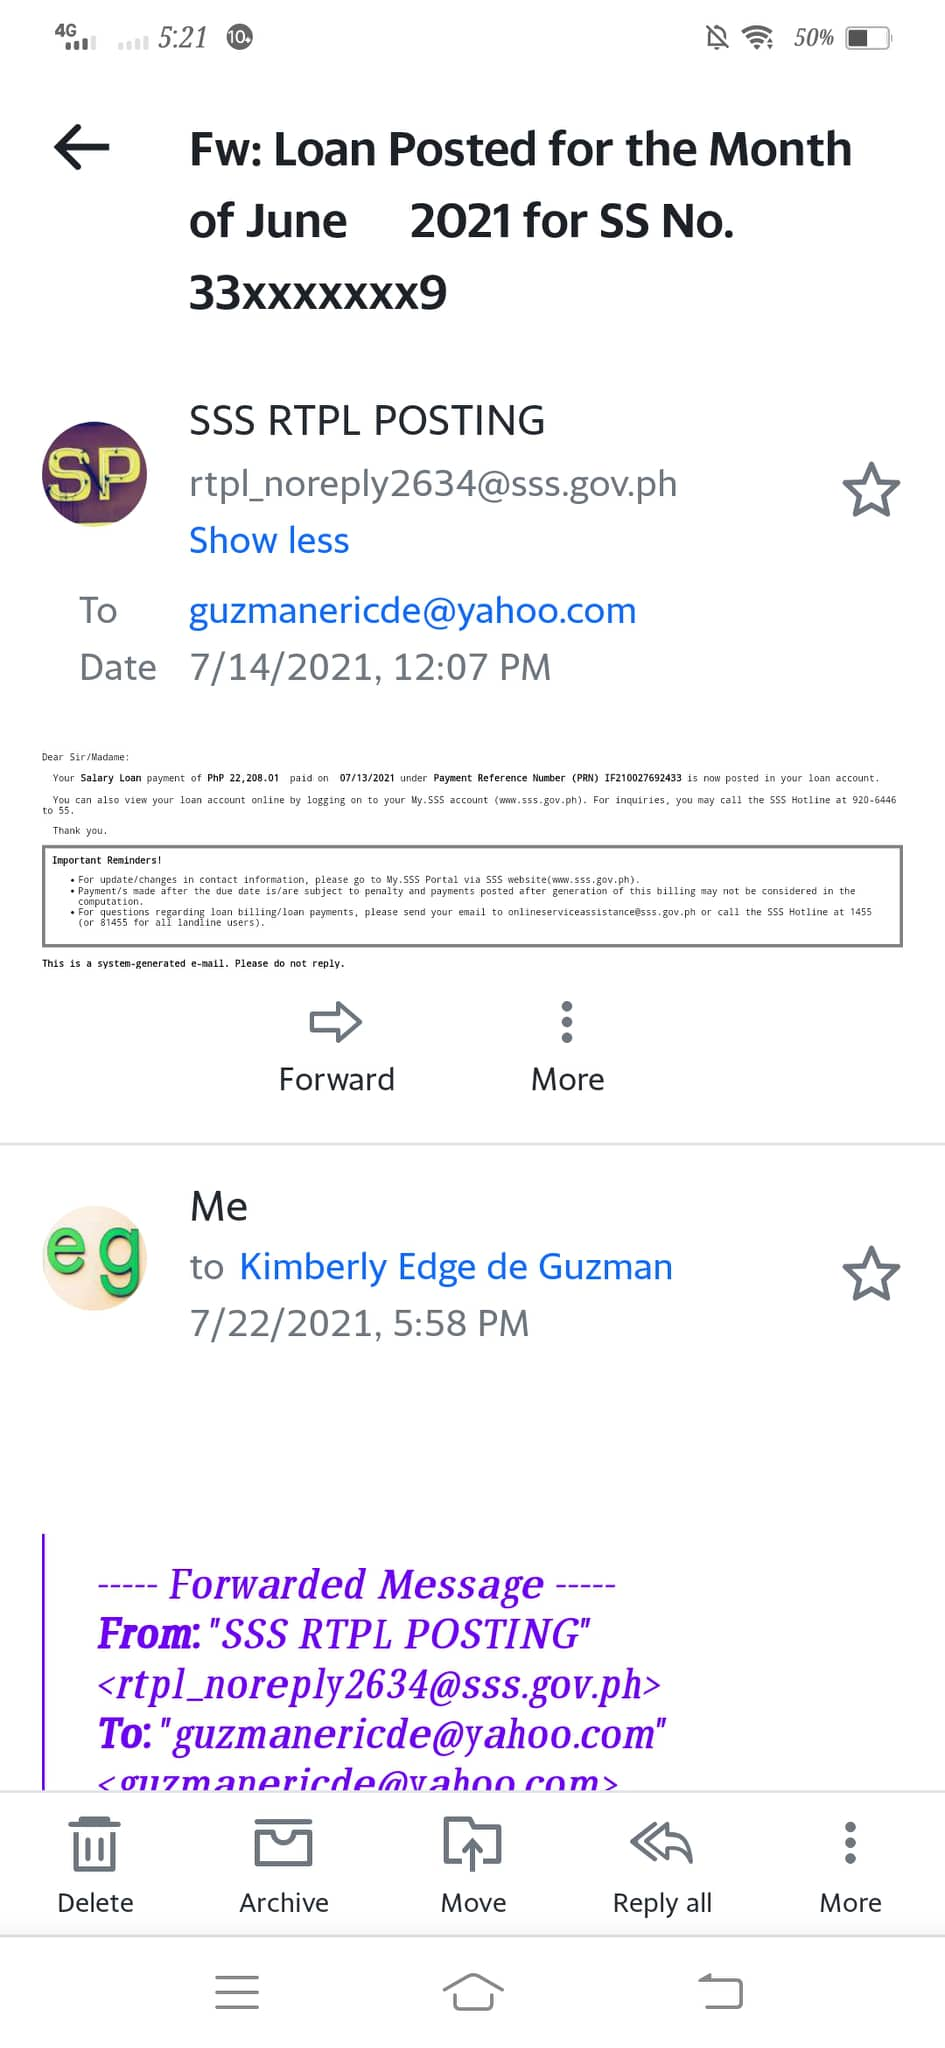 4G 5:21 10+ 50%
Fw: Loan Posted for the Month
of June 2021 for SS No.
33xxxxxxx9
SP
SSS RTPL POSTING
rtpl_noreply2634@sss.gov.ph
Show less
To guzmanericde@yahoo.com
Date 7/14/2021, 12:07 PM
Dear Sir/Madame:
Your Salary Loan payment of PhP 22,208.01 paid on 07/13/2021 under Payment Reference Number (PRN) IF210027692433 is now posted in your loan account.
You can also view your loan account online by logging on to your My.SSS account (www.sss.gov.ph). For inquiries, you may call the SSS Hotline at 920-6446
to 55.
Thank you.
Important Reminders!
• For update/changes in contact information, please go to My.SSS Portal via SSS website(www.sss.gov.ph).
• Payment/s made after the due date is/are subject to penalty and payments posted after generation of this billing may not be considered in the
computation.
• For questions regarding loan billing/loan payments, please send your email to onlineserviceassistance@sss.gov.ph or call the SSS Hotline at 1455
(or 81455 for all landline users).
This is a system-generated e-mail. Please do not reply.
Forward More
eg
Me
to Kimberly Edge de Guzman
7/22/2021, 5:58 PM
----- Forwarded Message -----
From: "SSS RTPL POSTING"
<rtpl_noreply2634@sss.gov.ph>
To: "guzmanericde@yahoo.com"
<guzmanericde@yahoo.com>
Delete Archive Move Reply all More